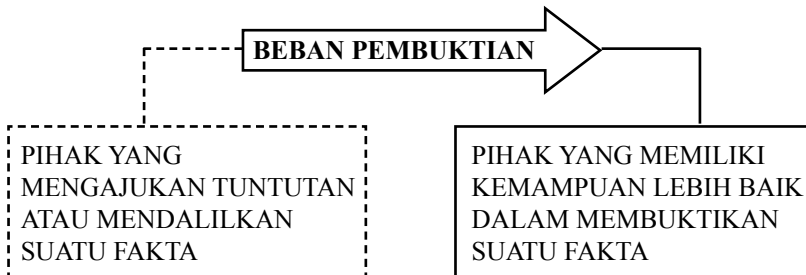 BEBAN PEMBUKTIAN
PIHAK YANG
MENGAJUKAN TUNTUTAN
ATAU MENDALILKAN
SUATU FAKTA
PIHAK YANG MEMILIKI
KEMAMPUAN LEBIH BAIK
DALAM MEMBUKTIKAN
SUATU FAKTA